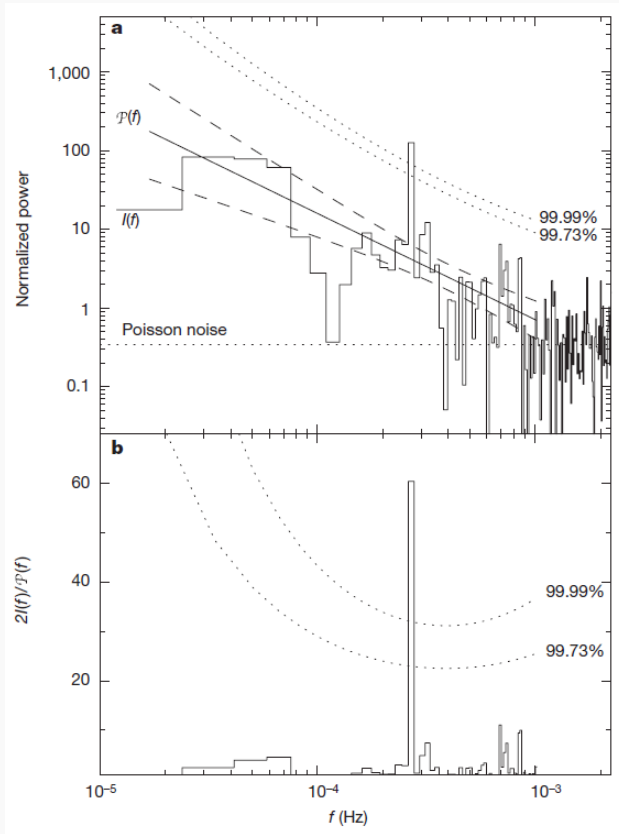 a
1,000
𝒫(f)
100
Normalized power
I(f)
10
99.99%
99.73%
1
Poisson noise
0.1
b
60
2I(f)/𝒫(f)
40
99.99%
99.73%
20
10⁻⁵
10⁻⁴
10⁻³
f (Hz)